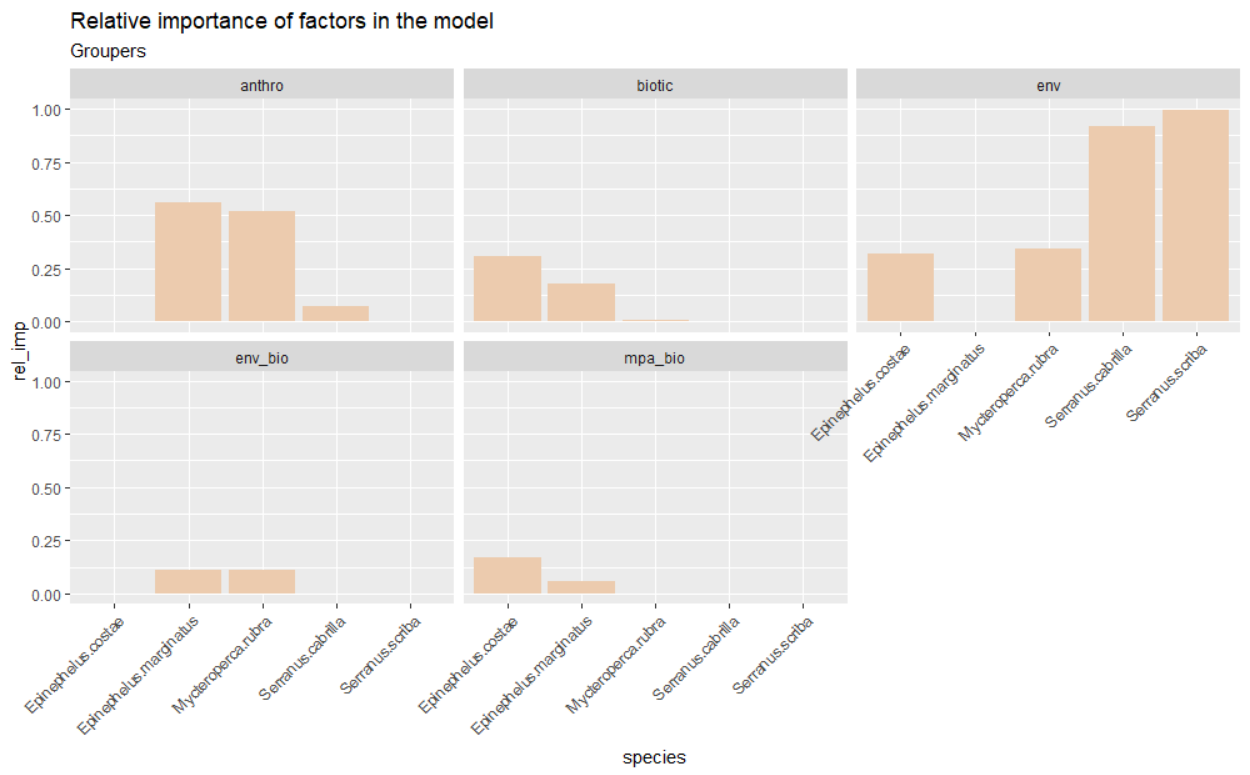 Relative importance of factors in the model
Groupers
anthro
biotic
env
1.00
0.75
0.50
0.25
0.00
Epinephelus.costae
Epinephelus.marginatus
Mycteroperca.rubra
Serranus.cabrilla
Serranus.scriba
rel_imp
env_bio
mpa_bio
1.00
0.75
0.50
0.25
0.00
Epinephelus.costae
Epinephelus.marginatus
Mycteroperca.rubra
Serranus.cabrilla
Serranus.scriba
Epinephelus.costae
Epinephelus.marginatus
Mycteroperca.rubra
Serranus.cabrilla
Serranus.scriba
species